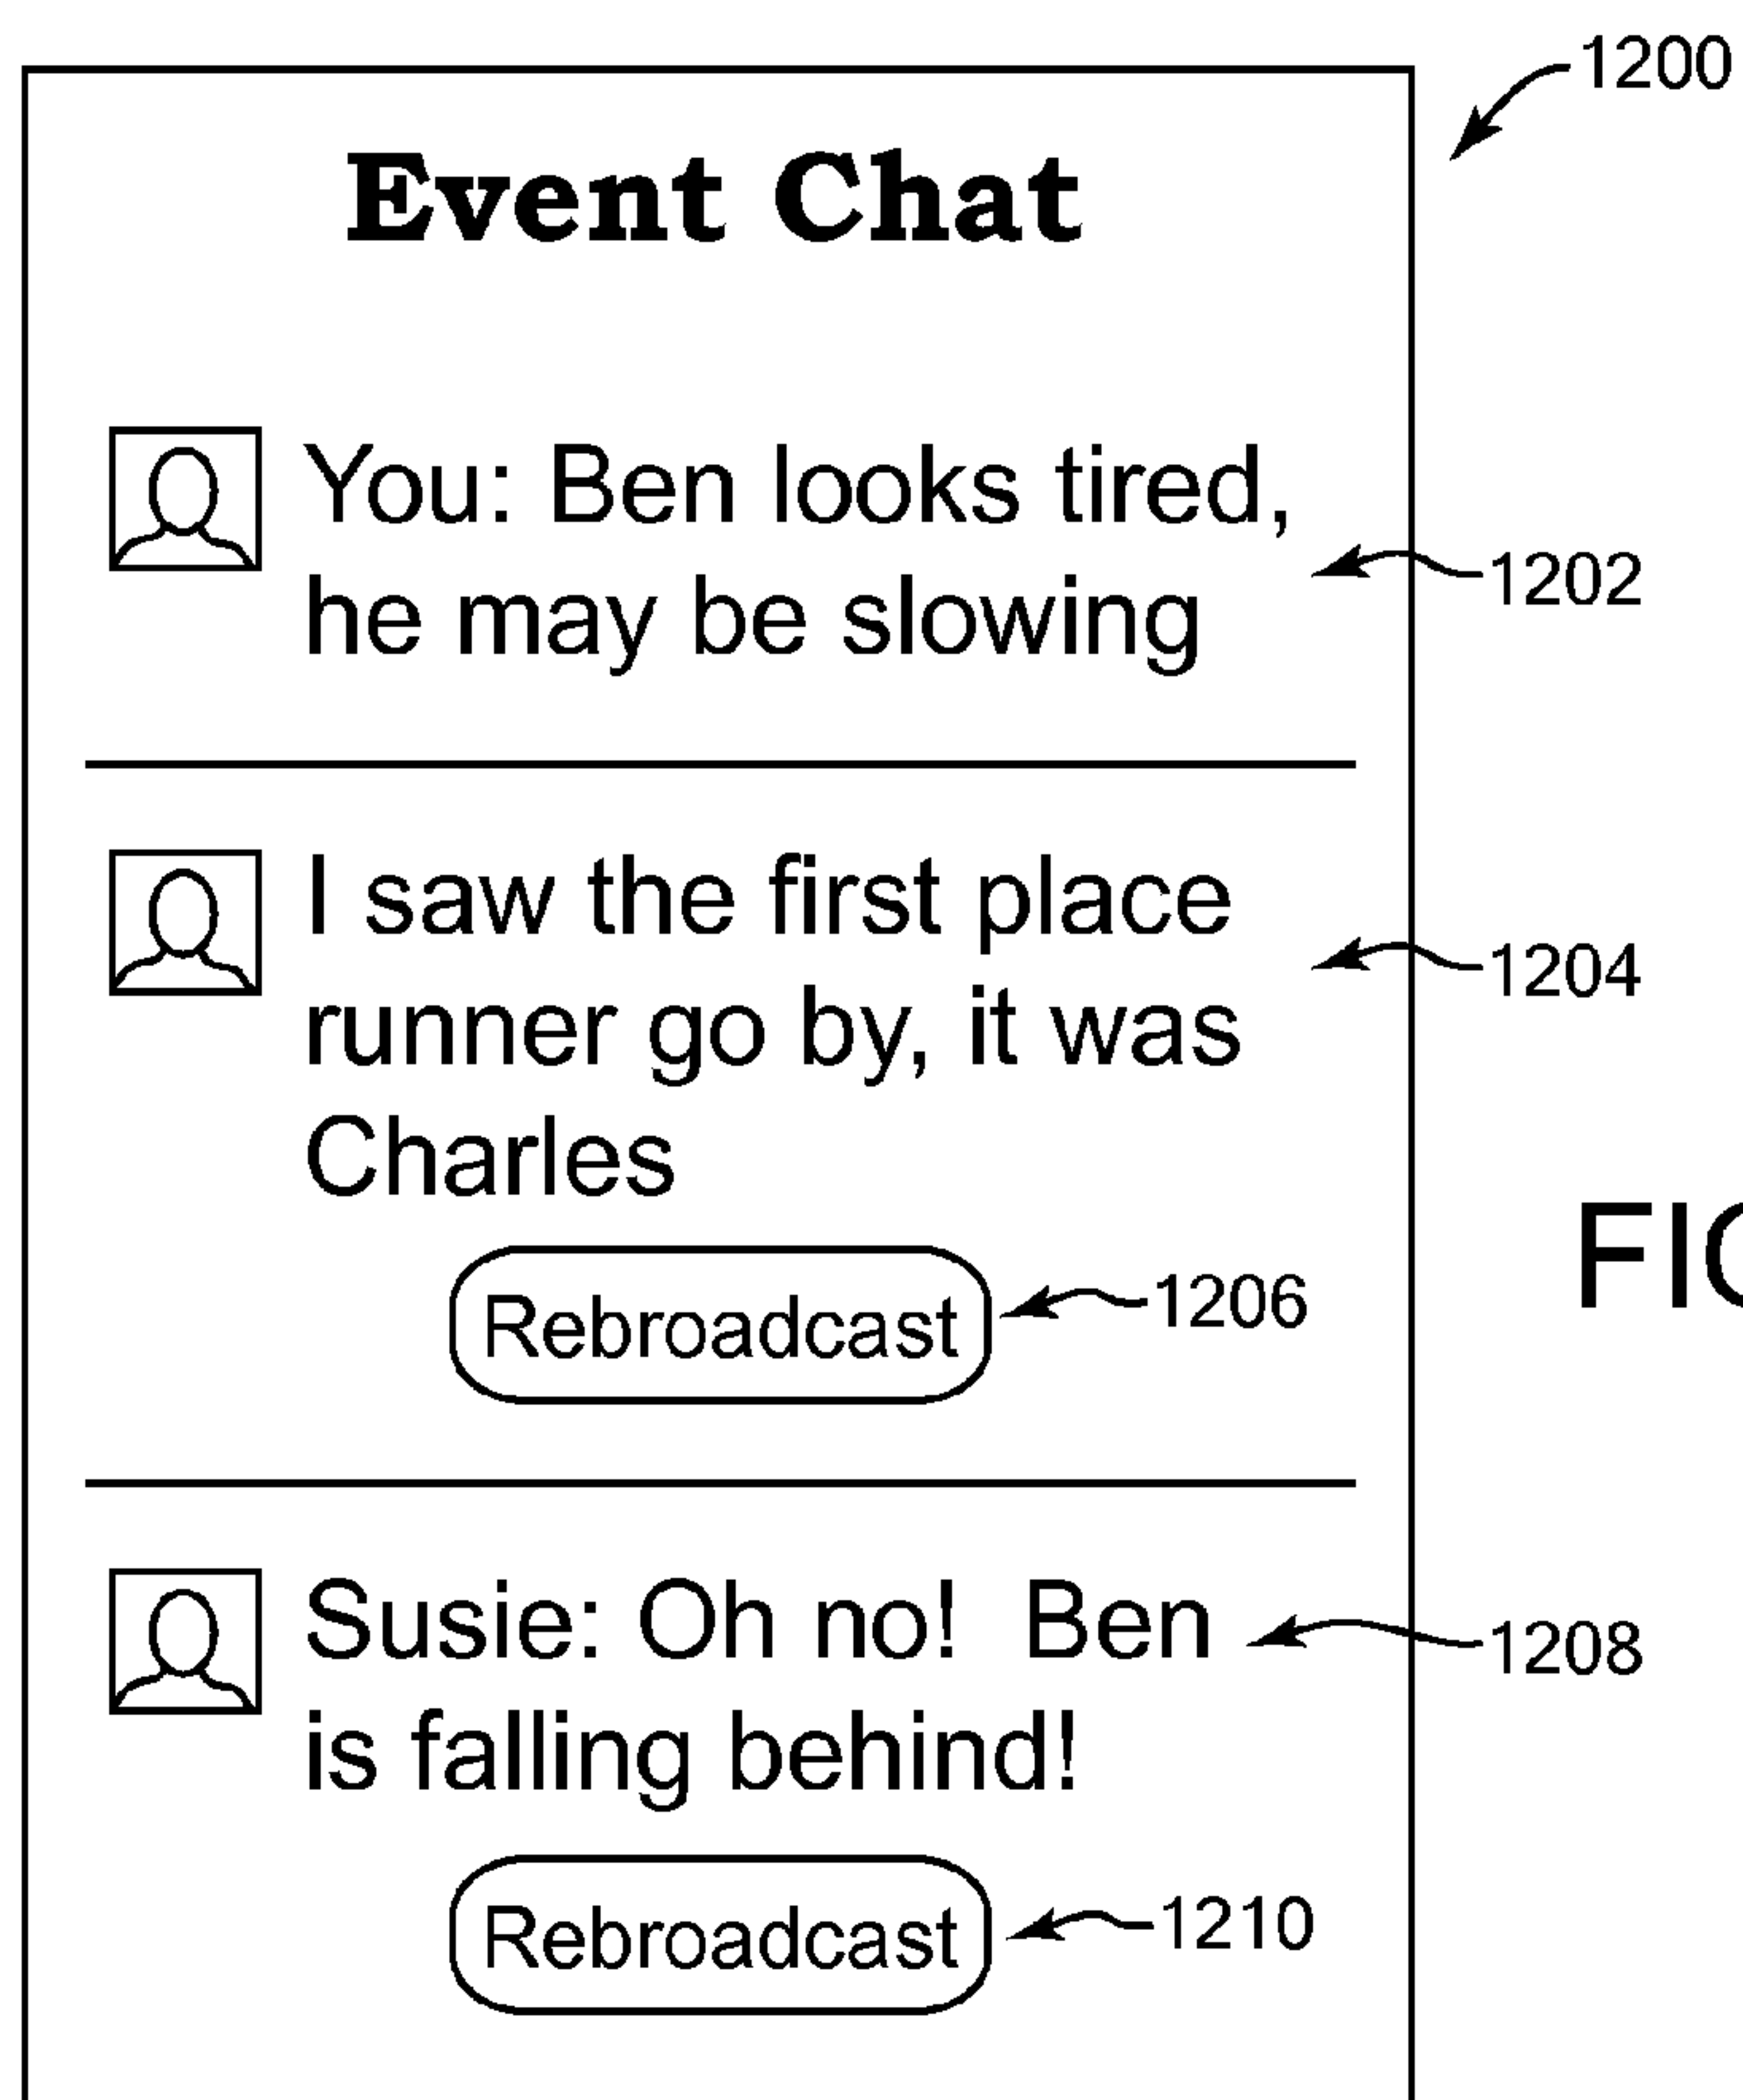 1200
Event Chat
You: Ben looks tired,
he may be slowing
1202
I saw the first place
1204
runner go by, it was
Charles
Rebroadcast
1206
Susie: Oh no! Ben
1208
is falling behind!
Rebroadcast
1210